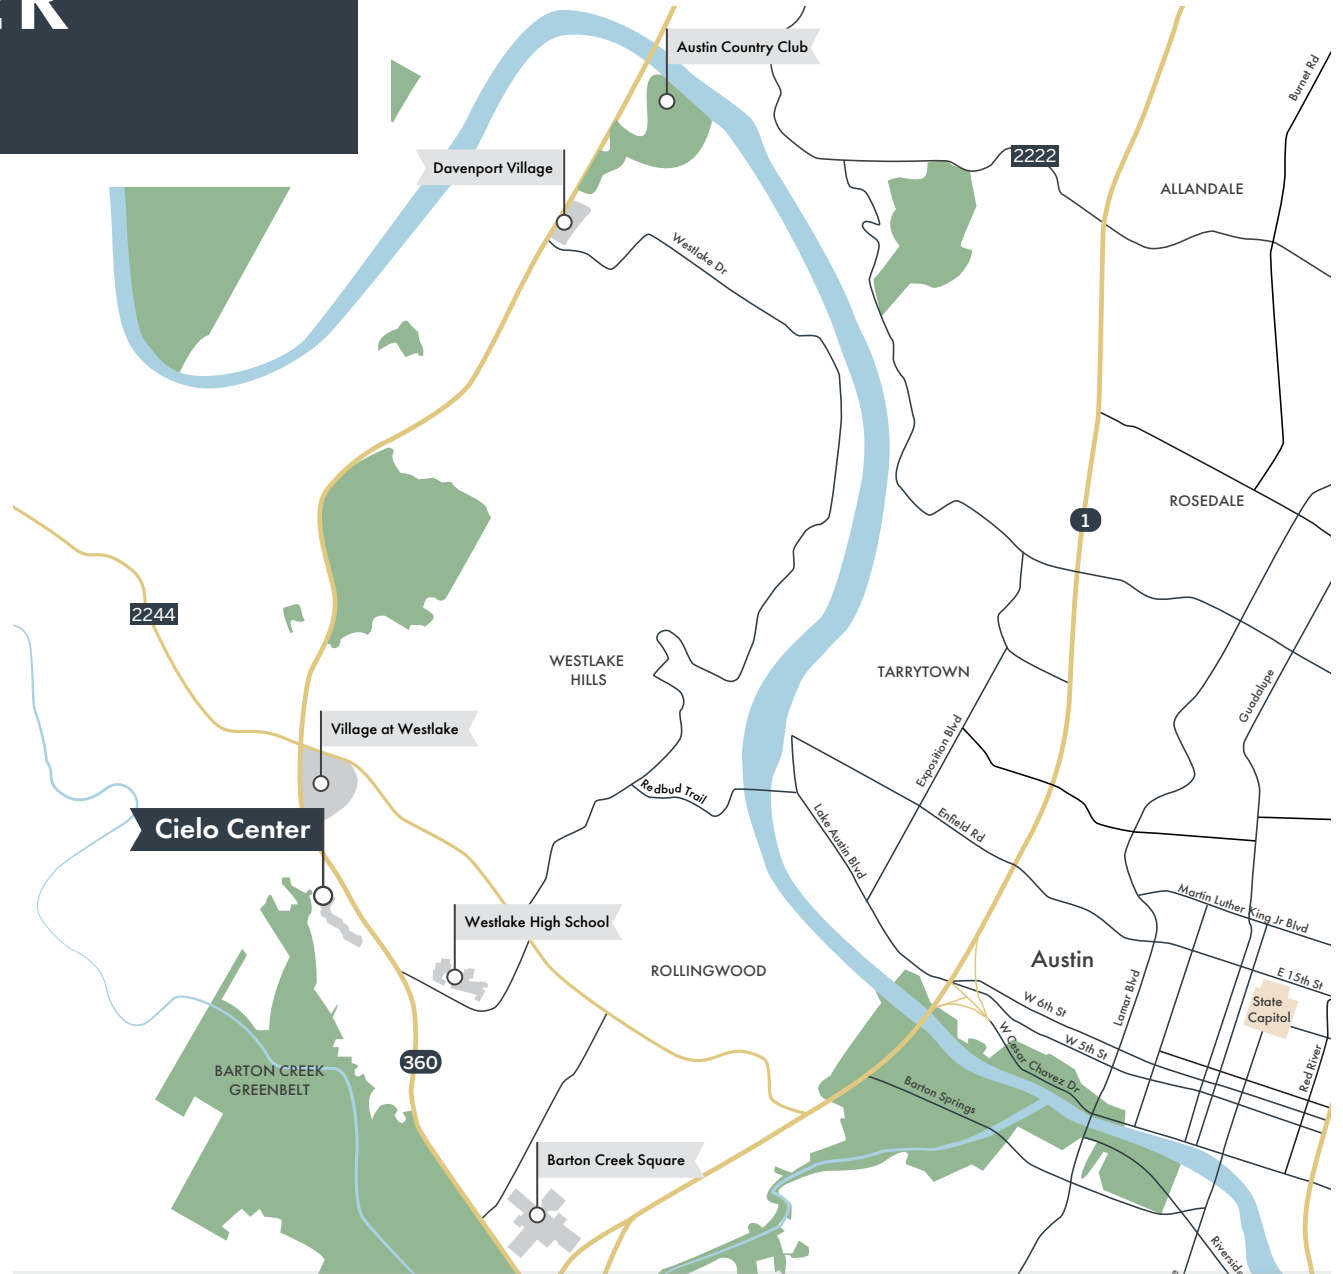 Austin Country Club
Burnet Rd
2222
Davenport Village
ALLANDALE
Westlake Dr
ROSEDALE
1
2244
WESTLAKE
HILLS
TARRYTOWN
Guadalupe
Village at Westlake
Exposition Blvd
Redbud Trail
Cielo Center
Lake Austin Blvd
Enfield Rd
Martin Luther King Jr Blvd
Westlake High School
ROLLINGWOOD
Austin
E 15th St
Lamar Blvd
W 6th St
State
Capitol
W 5th St
W Cesar Chavez Dr
Red River
360
BARTON CREEK
GREENBELT
Barton Springs
Barton Creek Square
Riverside